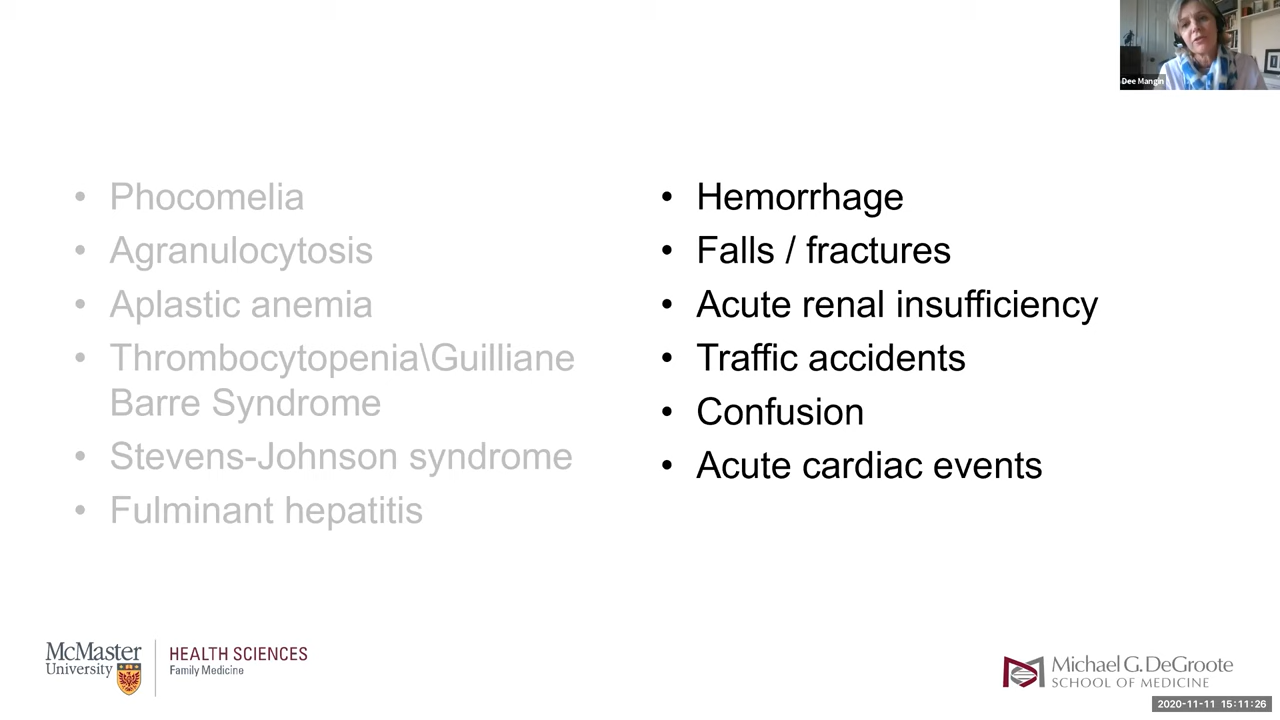 Dee Mangin
• Phocomelia
• Agranulocytosis
• Aplastic anemia
• Thrombocytopenia\Guilliane
Barre Syndrome
• Stevens-Johnson syndrome
• Fulminant hepatitis
• Hemorrhage
• Falls / fractures
• Acute renal insufficiency
• Traffic accidents
• Confusion
• Acute cardiac events
McMaster
University
HEALTH SCIENCES
Family Medicine
Michael G. DeGroote
SCHOOL OF MEDICINE
2020-11-11 15:11:26